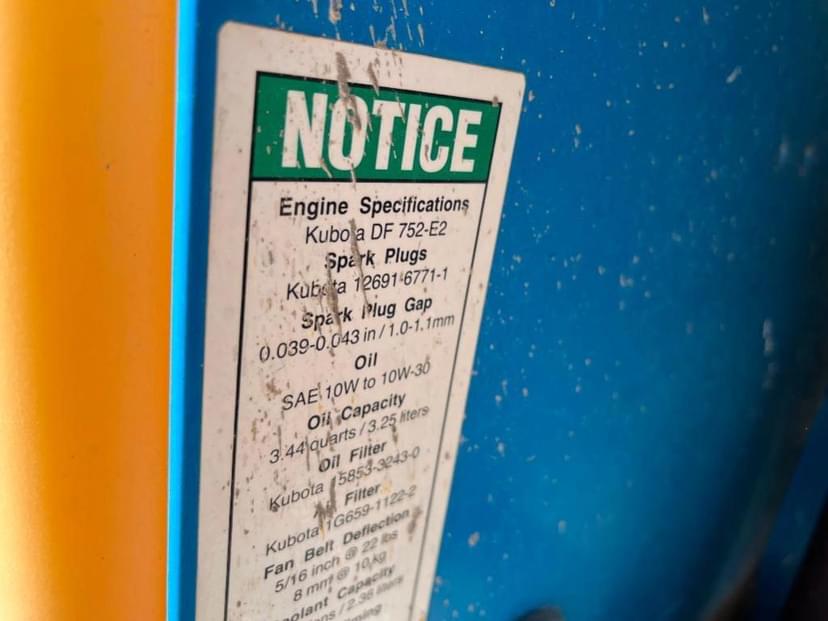 NOTICE
Engine Specifications
Kubota DF 752-E2
Spark Plugs
Kubota 12691-6771-1
Spark Plug Gap
0.039-0.043 in / 1.0-1.1mm
Oil
SAE 10W to 10W-30
Oil Capacity
3.44 quarts / 3.25 liters
Oil Filter
Kubota 15853-3243-0
Filter
Kubota 1G659-1122-2
Fan Belt Deflection
5/16 inch @ 22 lbs
8 mm @ 10 kg
Capacity
liters